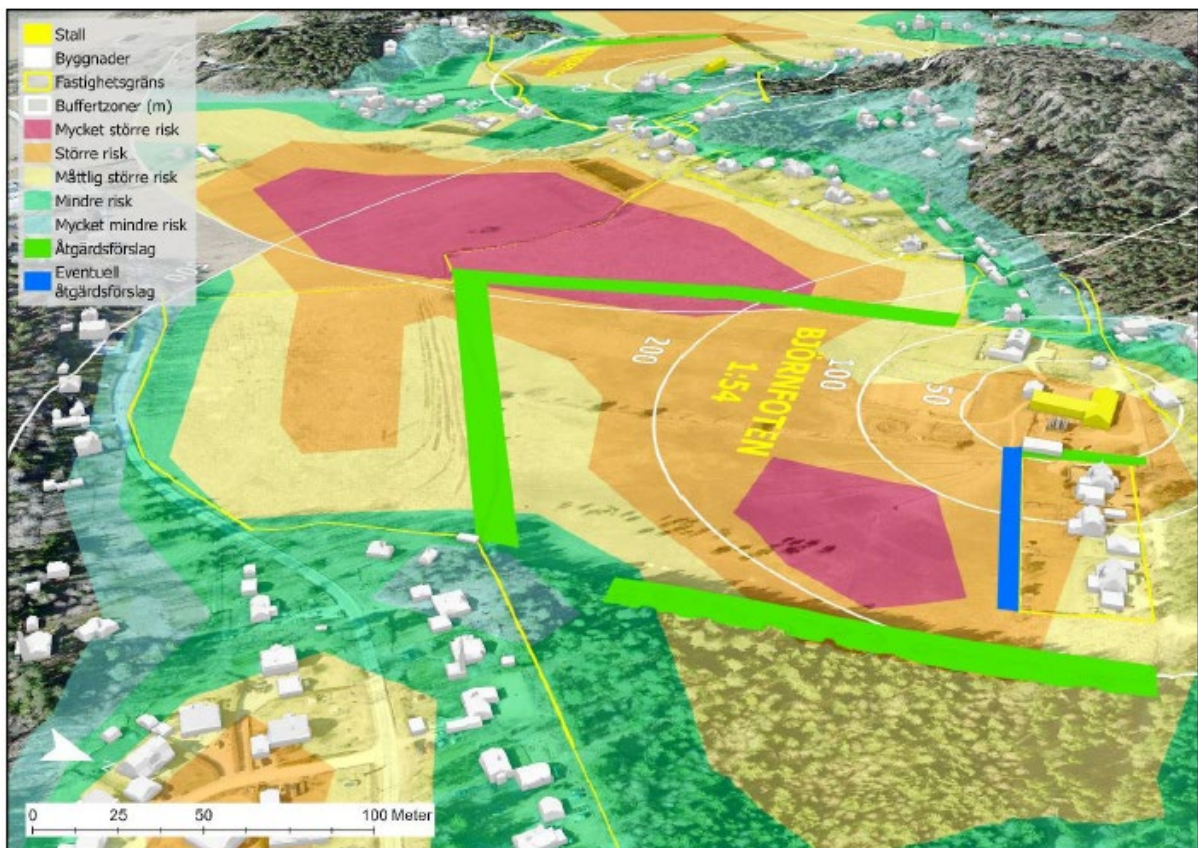 Stall
Byggnader
Fastighetsgräns
Buffertzoner (m)
Mycket större risk
Större risk
Måttlig större risk
Mindre risk
Mycket mindre risk
Åtgärdsförslag
Eventuell
åtgärdsförslag
200
100
50
BJÖRNFOTEN
1:54
0 25 50 100 Meter